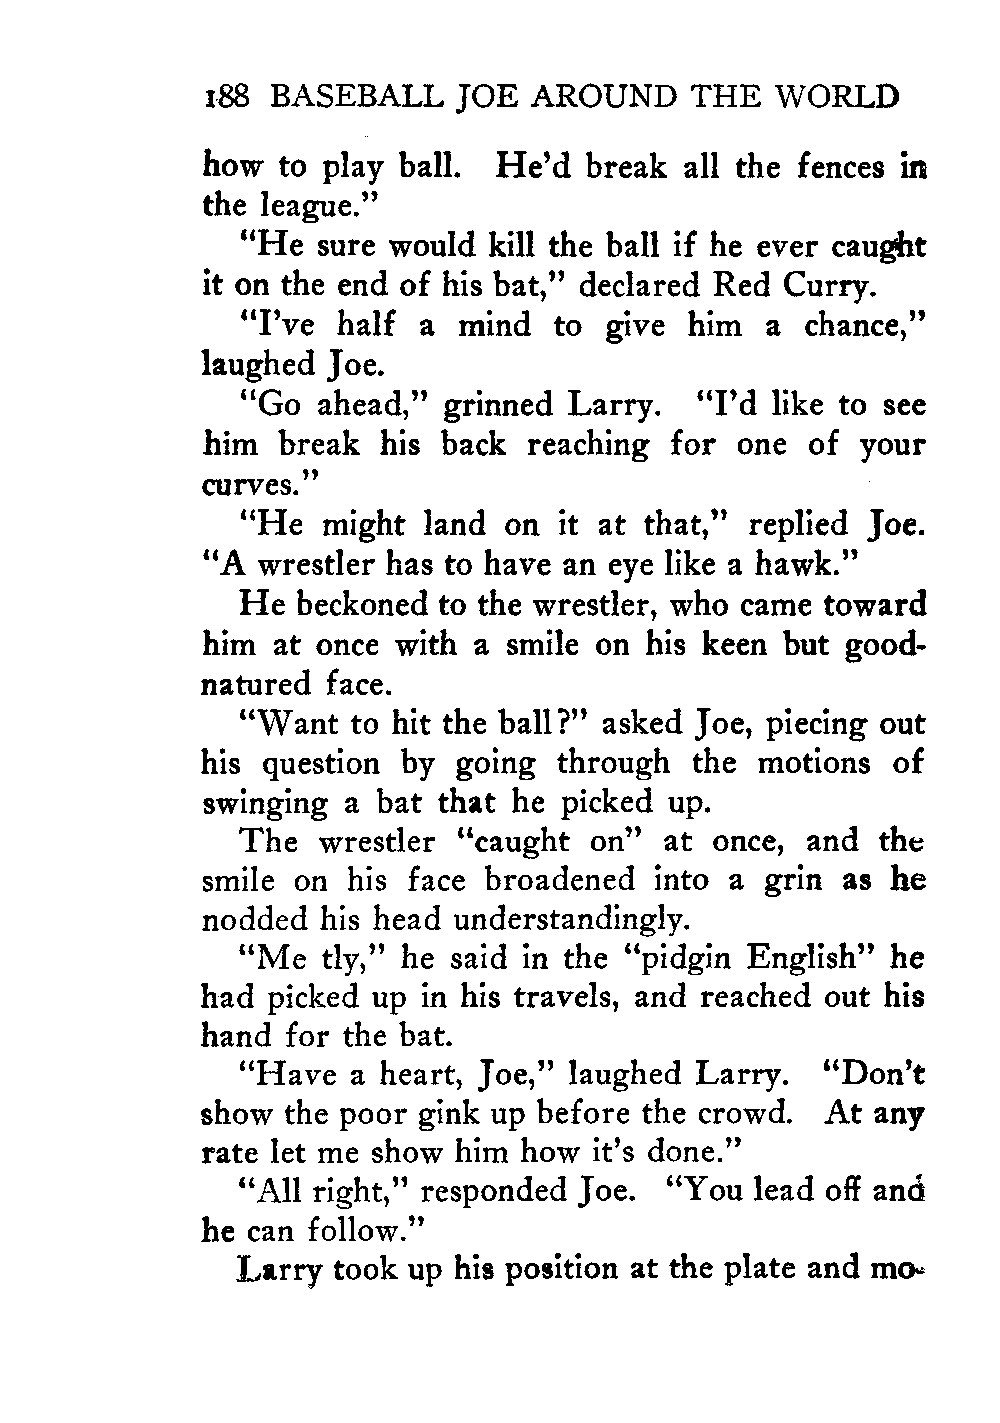 188 BASEBALL JOE AROUND THE WORLD
how to play ball. He'd break all the fences in
the league."
"He sure would kill the ball if he ever caught
it on the end of his bat," declared Red Curry.
"I've half a mind to give him a chance,"
laughed Joe.
"Go ahead," grinned Larry. "I'd like to see
him break his back reaching for one of your
curves."
"He might land on it at that," replied Joe.
"A wrestler has to have an eye like a hawk."
He beckoned to the wrestler, who came toward
him at once with a smile on his keen but good-
natured face.
"Want to hit the ball?" asked Joe, piecing out
his question by going through the motions of
swinging a bat that he picked up.
The wrestler "caught on" at once, and the
smile on his face broadened into a grin as he
nodded his head understandingly.
"Me tly," he said in the "pidgin English" he
had picked up in his travels, and reached out his
hand for the bat.
"Have a heart, Joe," laughed Larry. "Don't
show the poor gink up before the crowd. At any
rate let me show him how it's done."
"All right," responded Joe. "You lead off and
he can follow."
Larry took up his position at the plate and mo-